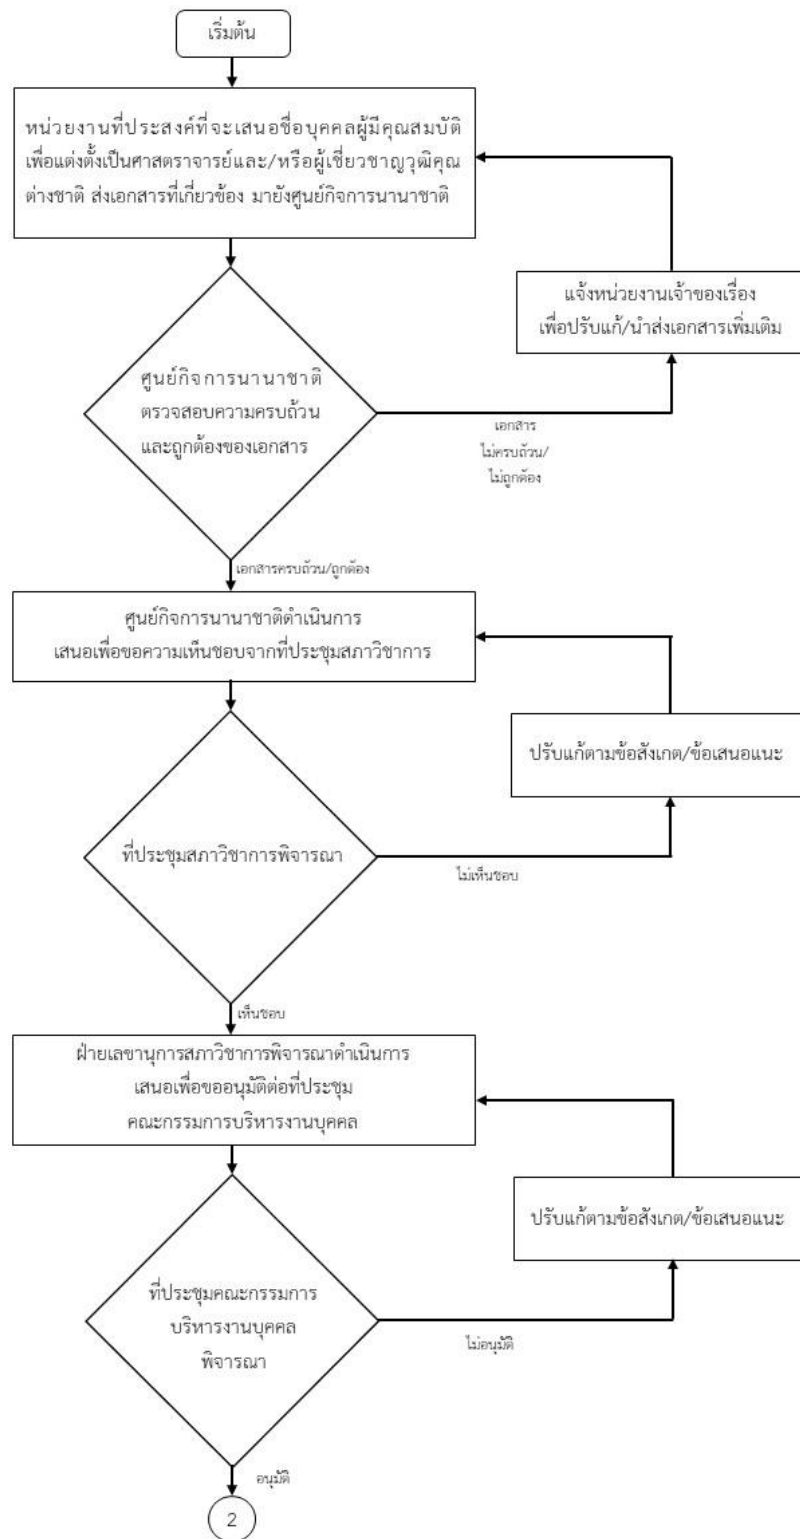 เริ่มต้น
หน่วยงานที่ประสงค์ที่จะเสนอชื่อบุคคลผู้มีคุณสมบัติ
เพื่อแต่งตั้งเป็นศาสตราจารย์และ/หรือผู้เชี่ยวชาญวุฒิคุณ
ต่างชาติ ส่งเอกสารที่เกี่ยวข้อง มายังศูนย์กิจการนานาชาติ
แจ้งหน่วยงานเจ้าของเรื่อง
เพื่อปรับแก้/นำส่งเอกสารเพิ่มเติม
ศูนย์กิจการนานาชาติ
ตรวจสอบความครบถ้วน
และถูกต้องของเอกสาร
เอกสาร
ไม่ครบถ้วน/
ไม่ถูกต้อง
เอกสารครบถ้วน/ถูกต้อง
ศูนย์กิจการนานาชาติดำเนินการ
เสนอเพื่อขอความเห็นชอบจากที่ประชุมสภาวิชาการ
ปรับแก้ตามข้อสังเกต/ข้อเสนอแนะ
ที่ประชุมสภาวิชาการพิจารณา
ไม่เห็นชอบ
เห็นชอบ
ฝ่ายเลขานุการสภาวิชาการพิจารณาดำเนินการ
เสนอเพื่อขออนุมัติต่อที่ประชุม
คณะกรรมการบริหารงานบุคคล
ปรับแก้ตามข้อสังเกต/ข้อเสนอแนะ
ที่ประชุมคณะกรรมการ
บริหารงานบุคคล
พิจารณา
ไม่อนุมัติ
อนุมัติ
2